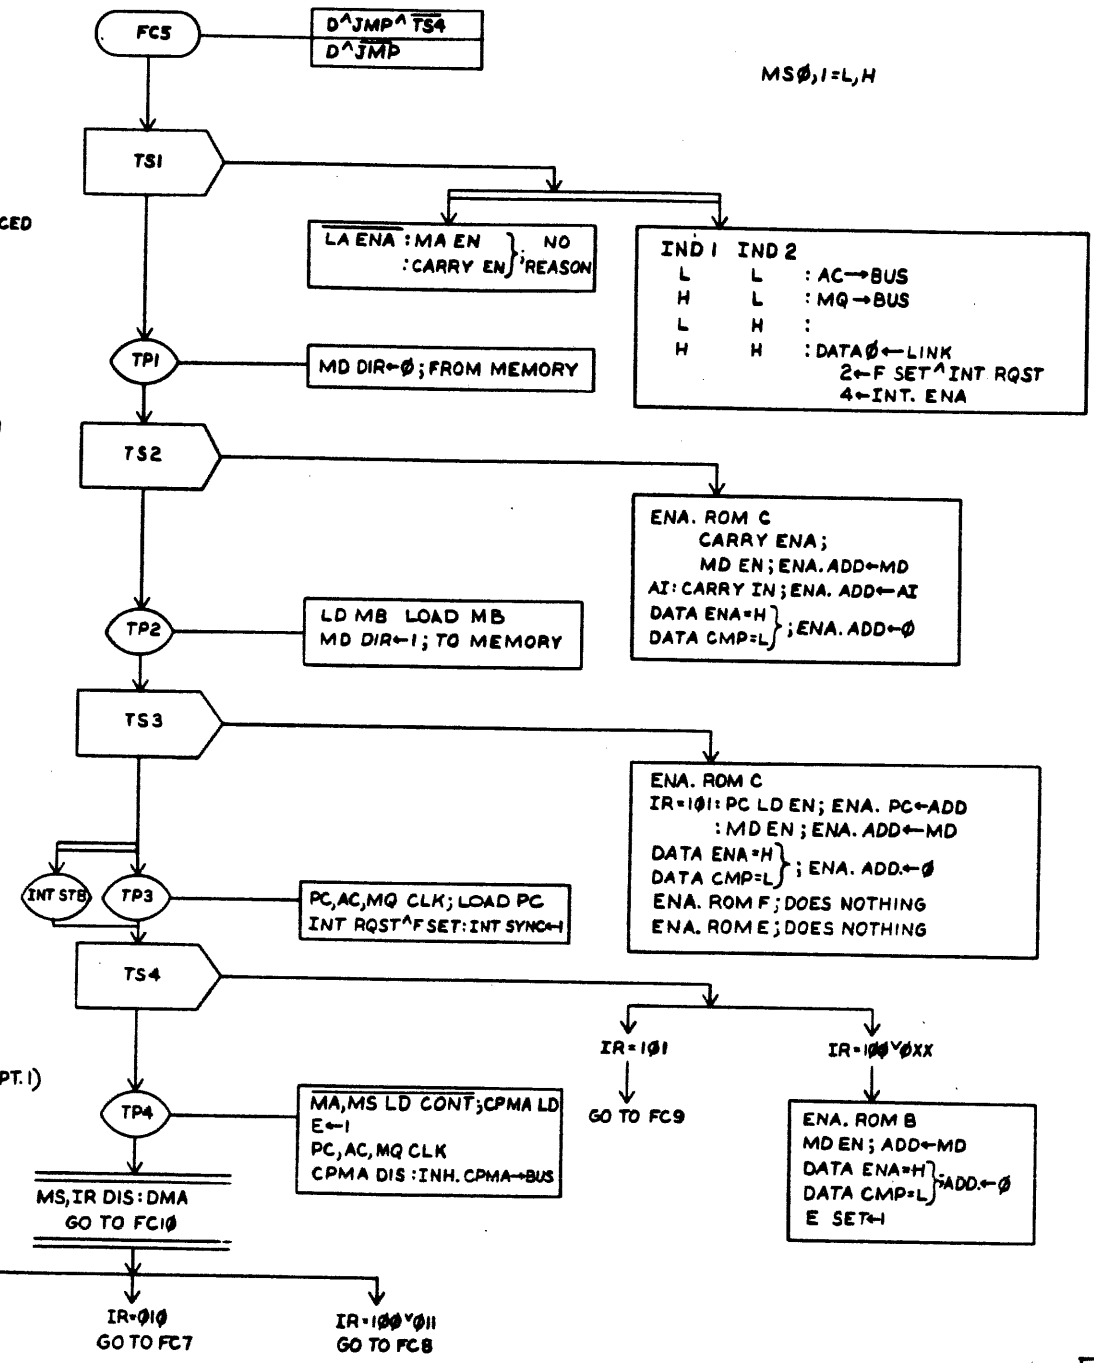 FC5
D^JMP^TS4
D^JMP
MSØ,1=L,H
TS1
CED
LA ENA : MA EN } ; NO
: CARRY EN } REASON
IND 1 IND 2
L L : AC→BUS
H L : MQ→BUS
L H :
H H : DATAØ←LINK
2←F SET^INT RQST
4←INT. ENA
TP1
MD DIR←Ø; FROM MEMORY
TS2
ENA. ROM C
CARRY ENA;
MD EN; ENA. ADD←MD
AI: CARRY IN; ENA. ADD←AI
DATA ENA=H } ; ENA. ADD←Ø
DATA CMP=L }
TP2
LD MB LOAD MB
MD DIR←1; TO MEMORY
TS3
ENA. ROM C
IR=1Ø1: PC LD EN; ENA. PC←ADD
: MD EN; ENA. ADD←MD
DATA ENA=H } ; ENA. ADD.←Ø
DATA CMP=L }
ENA. ROM F; DOES NOTHING
ENA. ROM E; DOES NOTHING
INT STB
TP3
PC, AC, MQ CLK; LOAD PC
INT RQST^F SET: INT SYNC←1
TS4
IR=1Ø1
GO TO FC9
IR=1ØØ˅ØXX
ENA. ROM B
MD EN; ADD←MD
DATA ENA=H } ; ADD.←Ø
DATA CMP=L }
E SET←1
PT. 1)
TP4
MA, MS LD CONT; CPMA LD
E←1
PC, AC, MQ CLK
CPMA DIS: INH. CPMA→BUS
MS, IR DIS: DMA
GO TO FC1Ø
IR=Ø1Ø
GO TO FC7
IR=1ØØ˅Ø11
GO TO FC8